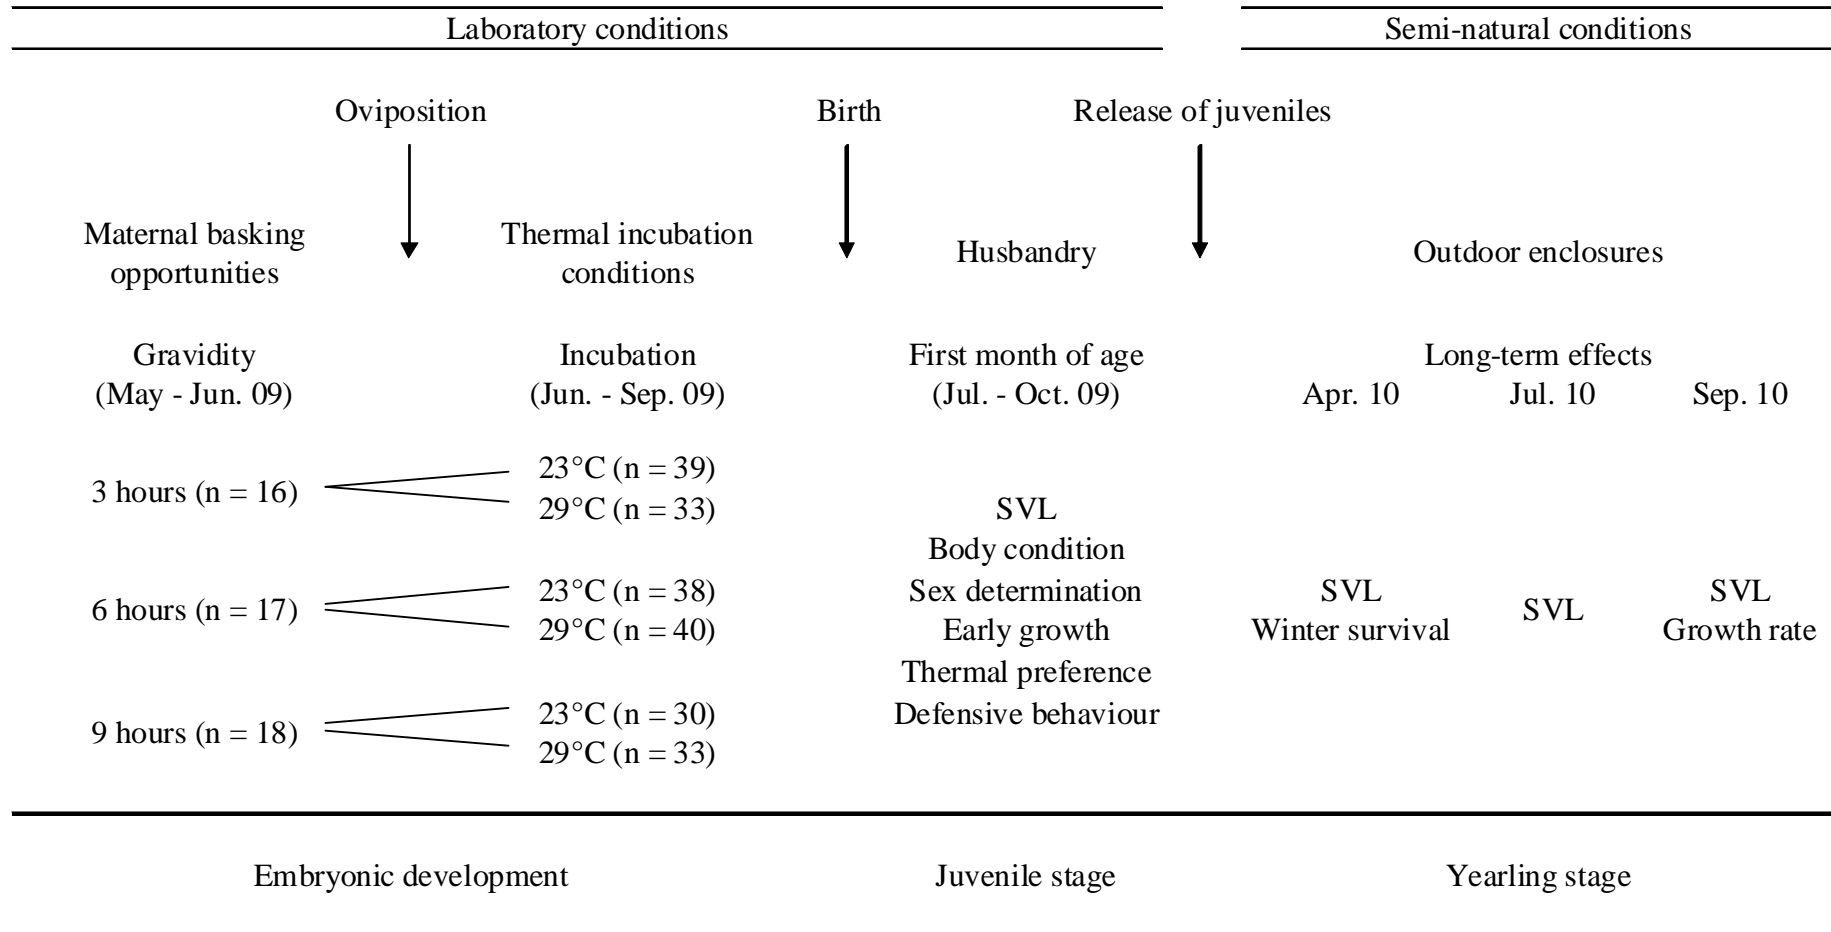 Laboratory conditions
Semi-natural conditions
Oviposition
Birth
Release of juveniles
Maternal basking
opportunities
Thermal incubation
conditions
Husbandry
Outdoor enclosures
Gravidity
(May - Jun. 09)
Incubation
(Jun. - Sep. 09)
First month of age
(Jul. - Oct. 09)
Long-term effects
Apr. 10
Jul. 10
Sep. 10
3 hours (n = 16)
23°C (n = 39)
29°C (n = 33)
6 hours (n = 17)
23°C (n = 38)
29°C (n = 40)
9 hours (n = 18)
23°C (n = 30)
29°C (n = 33)
SVL
Body condition
Sex determination
Early growth
Thermal preference
Defensive behaviour
SVL
Winter survival
SVL
SVL
Growth rate
Embryonic development
Juvenile stage
Yearling stage